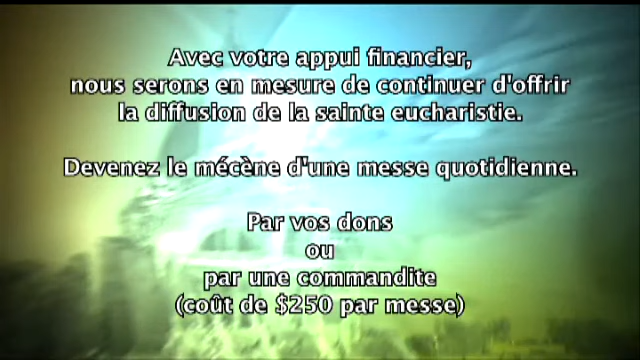 Avec votre appui financier,
nous serons en mesure de continuer d'offrir
la diffusion de la sainte eucharistie.
Devenez le mécène d'une messe quotidienne.
Par vos dons
ou
par une commandite
(coût de $250 par messe)